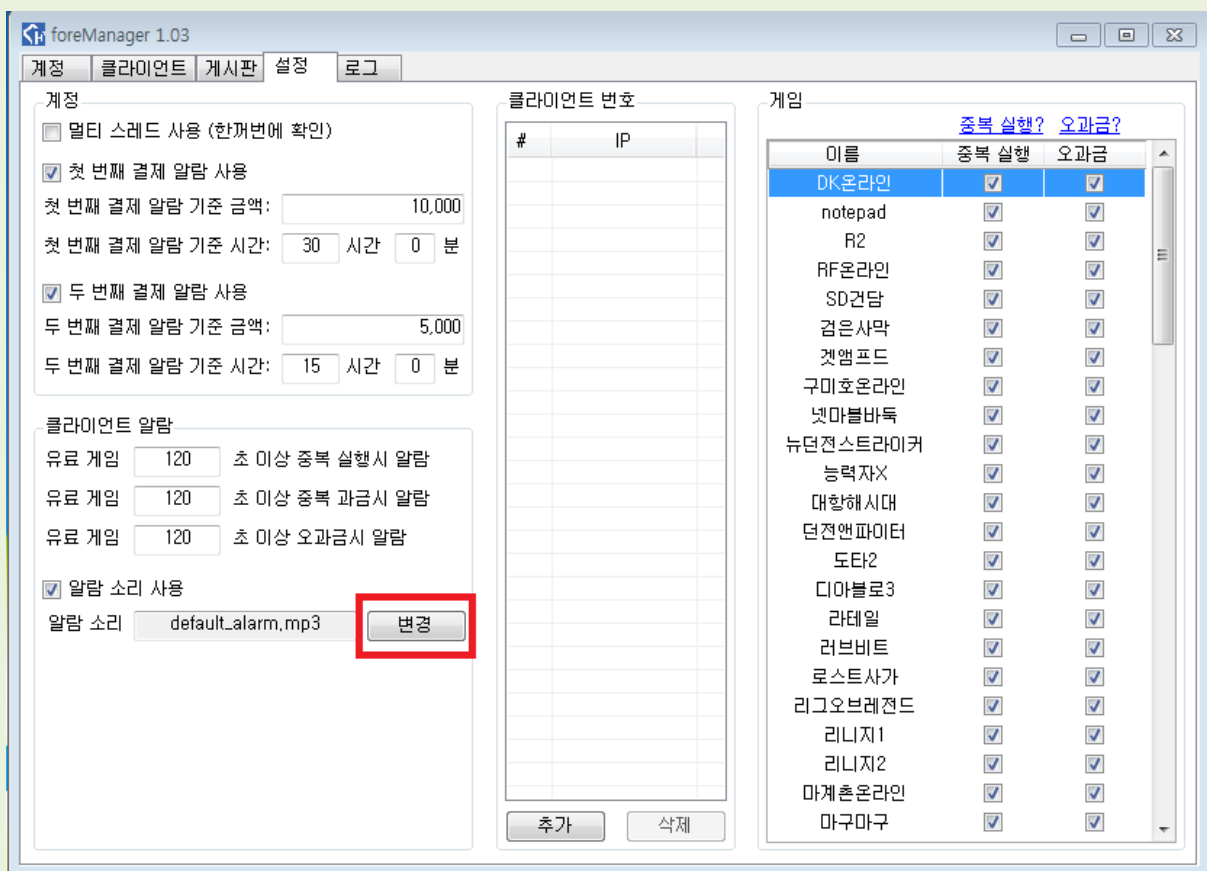 foreManager 1.03
계정 클라이언트 게시판 설정 로그
계정
멀티 스레드 사용 (한꺼번에 확인)
첫 번째 결제 알람 사용
첫 번째 결제 알람 기준 금액: 10,000
첫 번째 결제 알람 기준 시간: 30 시간 0 분
두 번째 결제 알람 사용
두 번째 결제 알람 기준 금액: 5,000
두 번째 결제 알람 기준 시간: 15 시간 0 분
클라이언트 알람
유료 게임 120 초 이상 중복 실행시 알람
유료 게임 120 초 이상 중복 과금시 알람
유료 게임 120 초 이상 오과금시 알람
알람 소리 사용
알람 소리 default_alarm.mp3 변경
클라이언트 번호
# IP
추가 삭제
게임
중복 실행? 오과금?
이름 중복 실행 오과금
DK온라인
notepad
R2
RF온라인
SD건담
검은사막
겟앰프드
구미호온라인
넷마블바둑
뉴던전스트라이커
능력자X
대항해시대
던전앤파이터
도타2
디아블로3
라테일
러브비트
로스트사가
리그오브레전드
리니지1
리니지2
마계촌온라인
마구마구